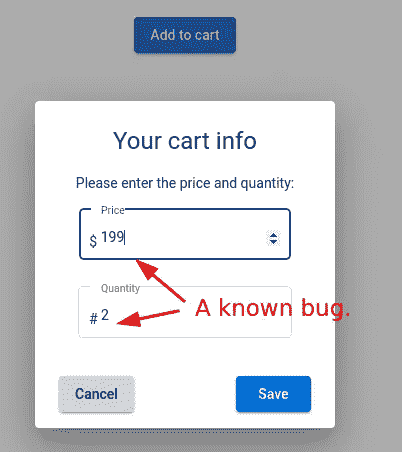 Add to cart
Your cart info
Please enter the price and quantity:
Price
$ 199
Quantity
# 2
A known bug.
Cancel
Save